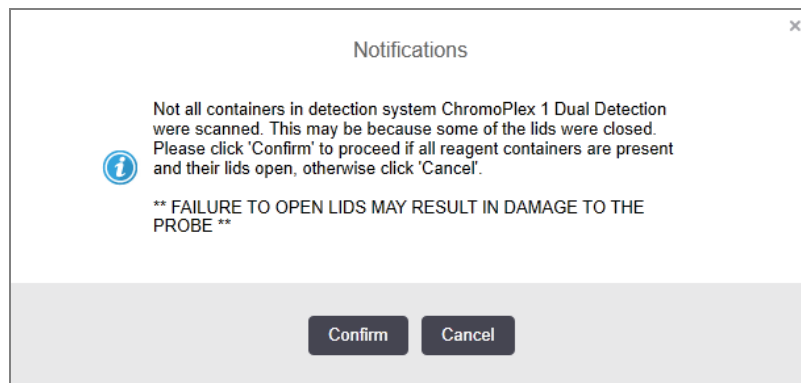 ×
Notifications
Not all containers in detection system ChromoPlex 1 Dual Detection
were scanned. This may be because some of the lids were closed.
Please click 'Confirm' to proceed if all reagent containers are present
and their lids open, otherwise click 'Cancel'.
** FAILURE TO OPEN LIDS MAY RESULT IN DAMAGE TO THE
PROBE **
Confirm Cancel